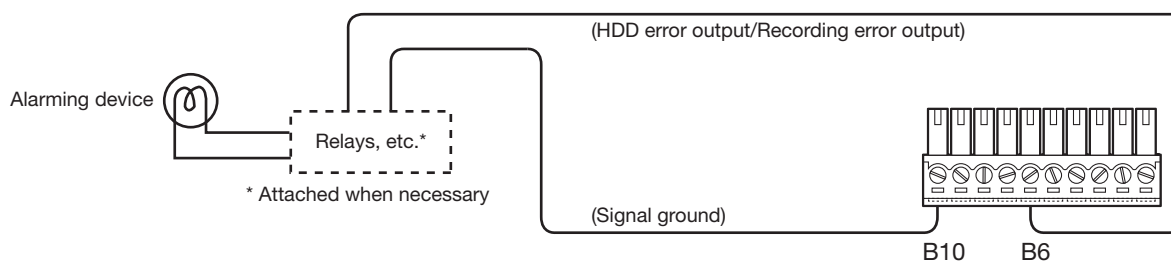 (HDD error output/Recording error output)
Alarming device
Relays, etc.*
* Attached when necessary
(Signal ground)
B10
B6